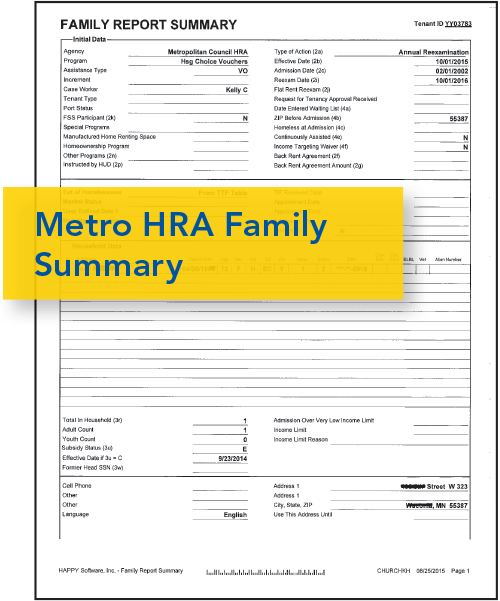 FAMILY REPORT SUMMARY
Tenant ID YY03783
Initial Data
Agency Metropolitan Council HRA Type of Action (2a) Annual Reexamination
Program Hsg Choice Vouchers Effective Date (2b) 10/01/2015
Assistance Type VO Admission Date (2c) 02/01/2002
Increment Reexam Date (2i) 10/01/2016
Case Worker Kelly C Flat Rent Reexam (2j)
Tenant Type Request for Tenancy Approval Received
Port Status Date Entered Waiting List (4a)
FSS Participant (2k) N ZIP Before Admission (4b) 55387
Special Programs Homeless at Admission (4c)
Manufactured Home Renting Space Continuously Assisted (4e) N
Homeownership Program Income Targeting Waiver (4f) N
Other Programs (2n) Back Rent Agreement (2f)
Instructed by HUD (2p) Back Rent Agreement Amount (2g)
From TTP Table
Metro HRA Family
Summary
Alien Number
Total in Household (3t) 1 Admission Over Very Low Income Limit
Adult Count 1 Income Limit
Youth Count 0 Income Limit Reason
Subsidy Status (3u) E
Effective Date if 3u = C 9/23/2014
Former Head SSN (3w)
Cell Phone Address 1 Street W 323
Other Address 1
Other City, State, ZIP MN 55387
Language English Use This Address Until
HAPPY Software, Inc. - Family Report Summary CHURCHKH 08/25/2015 Page 1